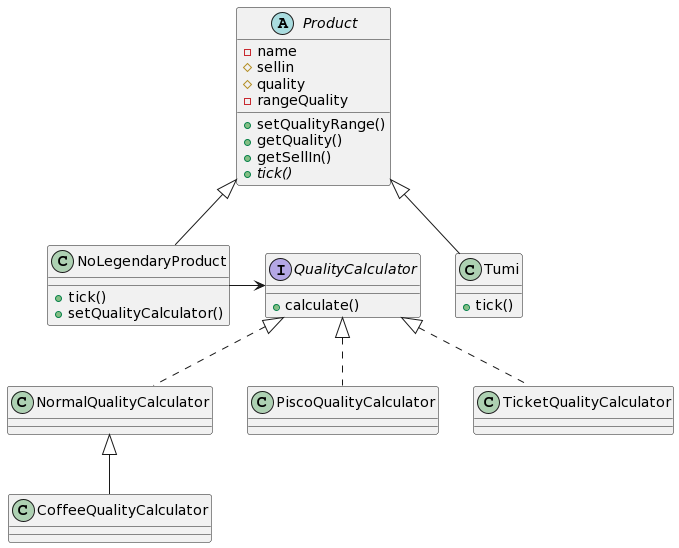 A Product
name
sellin
quality
rangeQuality
setQualityRange()
getQuality()
getSellIn()
tick()
C NoLegendaryProduct
tick()
setQualityCalculator()
I QualityCalculator
calculate()
C Tumi
tick()
C NormalQualityCalculator
C PiscoQualityCalculator
C TicketQualityCalculator
C CoffeeQualityCalculator